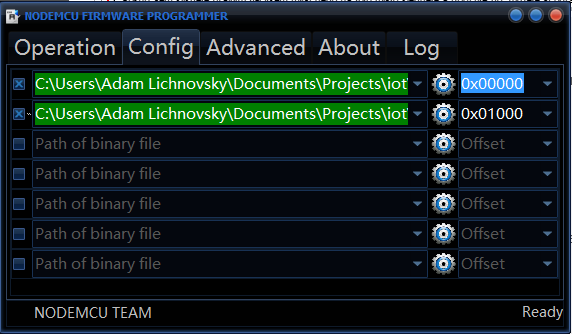 NODEMCU FIRMWARE PROGRAMMER
Operation Config Advanced About Log
C:\Users\Adam Lichnovsky\Documents\Projects\iot 0x00000
C:\Users\Adam Lichnovsky\Documents\Projects\iot 0x01000
Path of binary file Offset
Path of binary file Offset
Path of binary file Offset
Path of binary file Offset
Path of binary file Offset
NODEMCU TEAM Ready